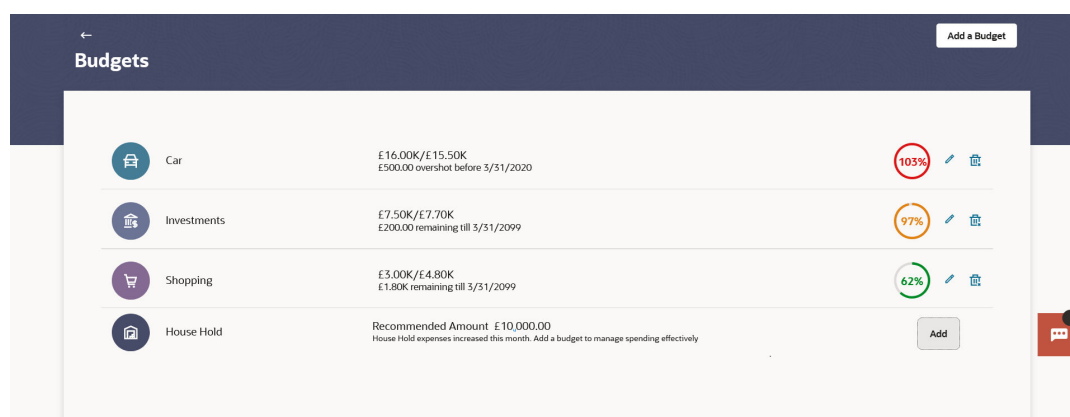 Add a Budget
Budgets
Car
£16.00K/£15.50K
£500.00 overshot before 3/31/2020
103%
Investments
£7.50K/£7.70K
£200.00 remaining till 3/31/2099
97%
Shopping
£3.00K/£4.80K
£1.80K remaining till 3/31/2099
62%
House Hold
Recommended Amount £10,000.00
House Hold expenses increased this month. Add a budget to manage spending effectively
Add